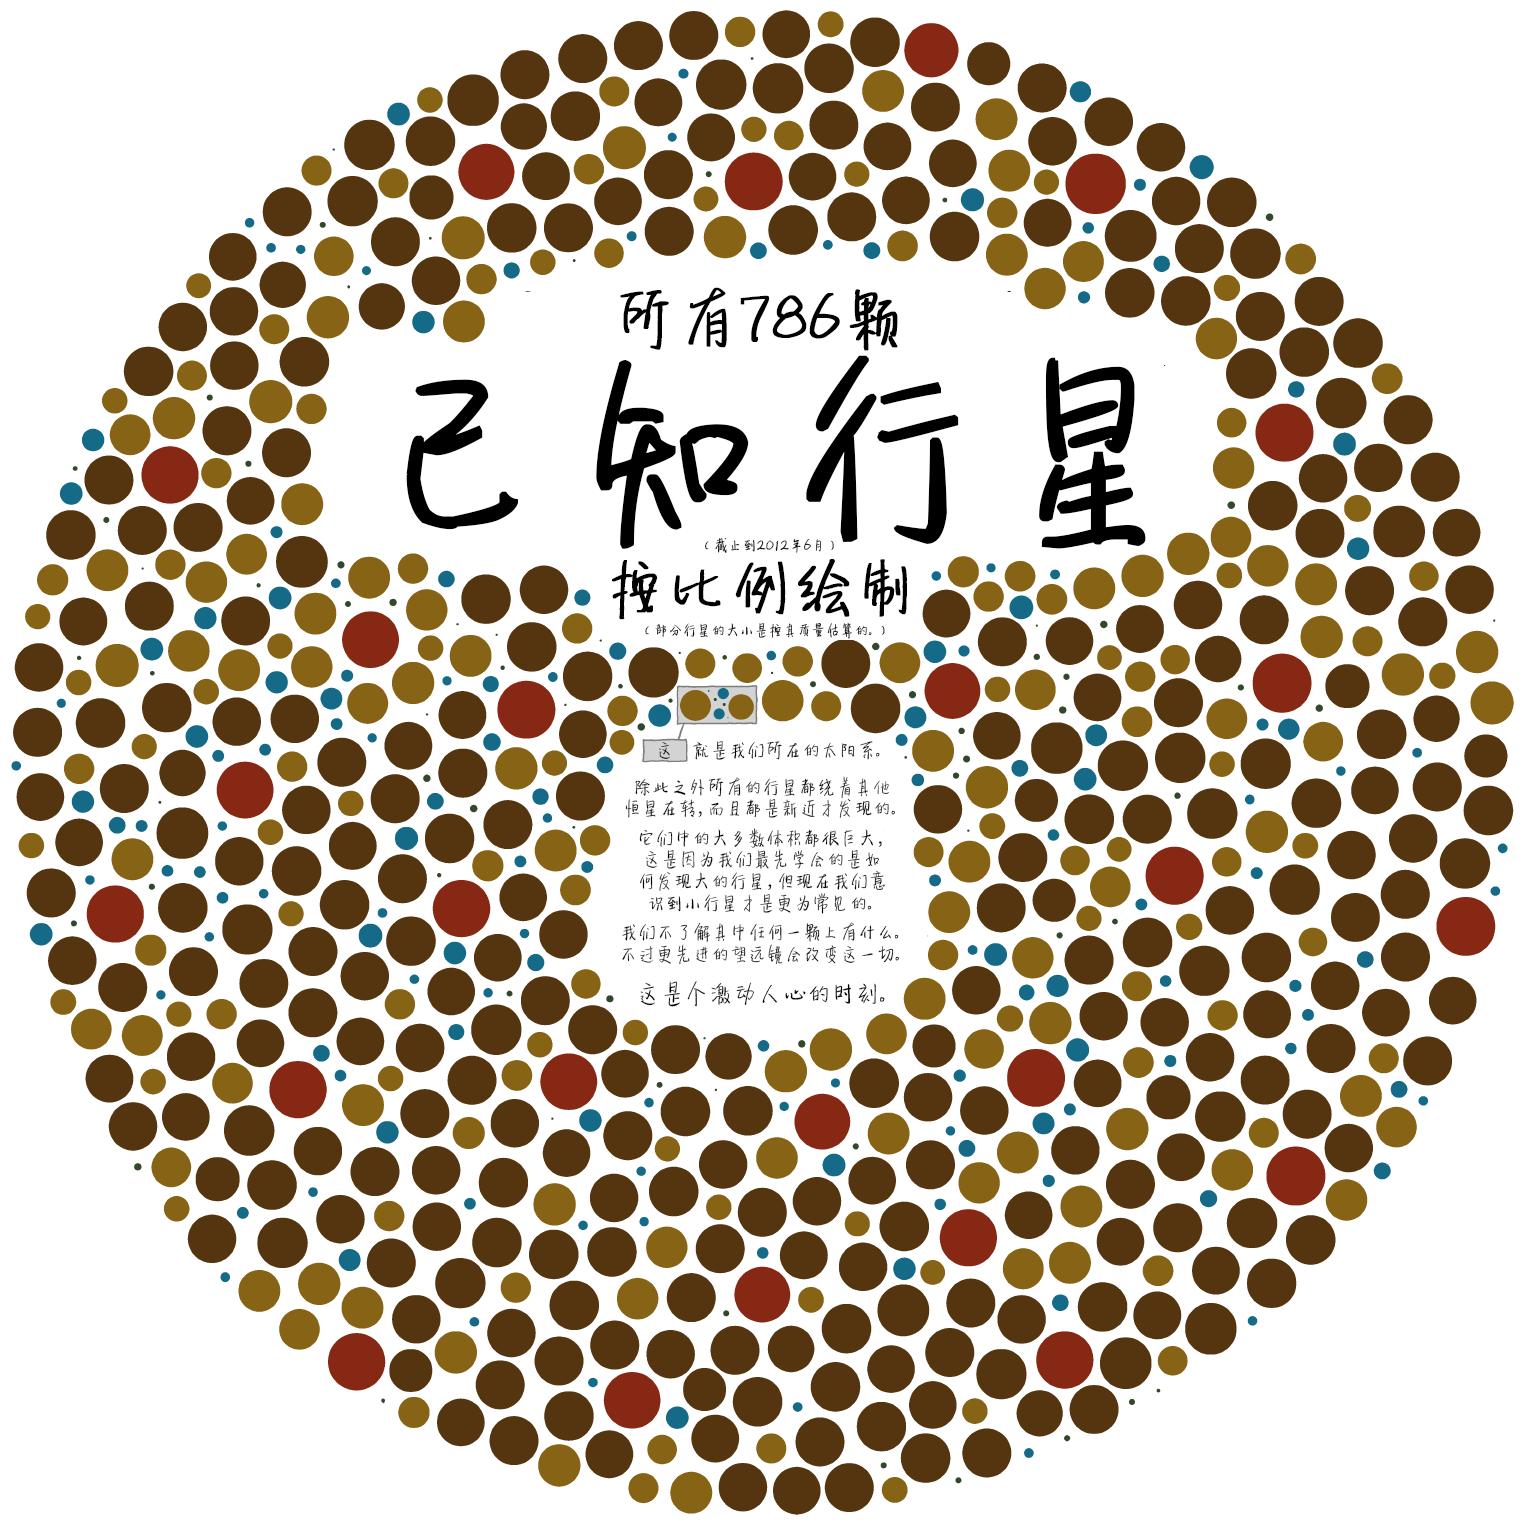 所有786颗
已知行星
(截止到2012年6月)
按比例绘制
(部分行星的大小是按其质量估算的。)
这 就是我们所在的太阳系。
除此之外所有的行星都绕着其他
恒星在转,而且都是新近才发现的。
它们中的大多数体积都很巨大,
这是因为我们最先学会的是如
何发现大的行星,但现在我们意
识到小行星才是更为常见的。
我们不了解其中任何一颗上有什么。
不过更先进的望远镜会改变这一切。
这是个激动人心的时刻。